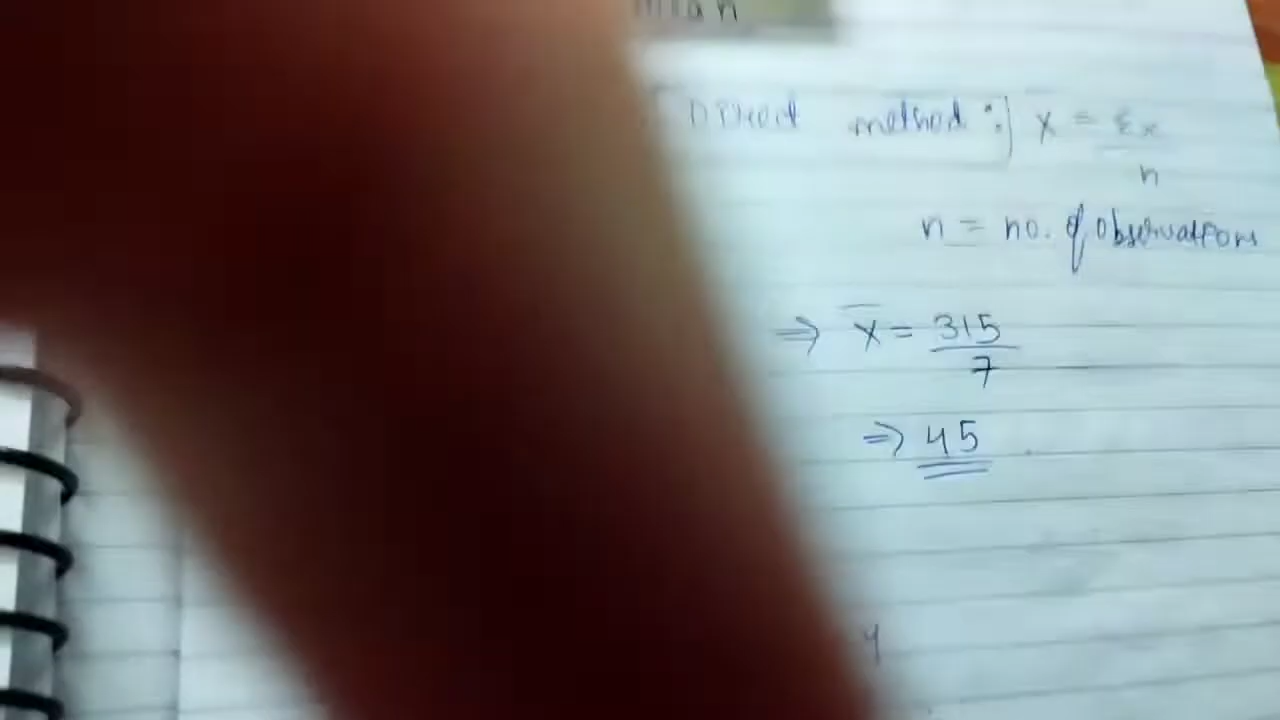 Direct method :) x̄ = Σx/n
n = no. of observations
⇒ x̄ = 315/7
⇒ 45